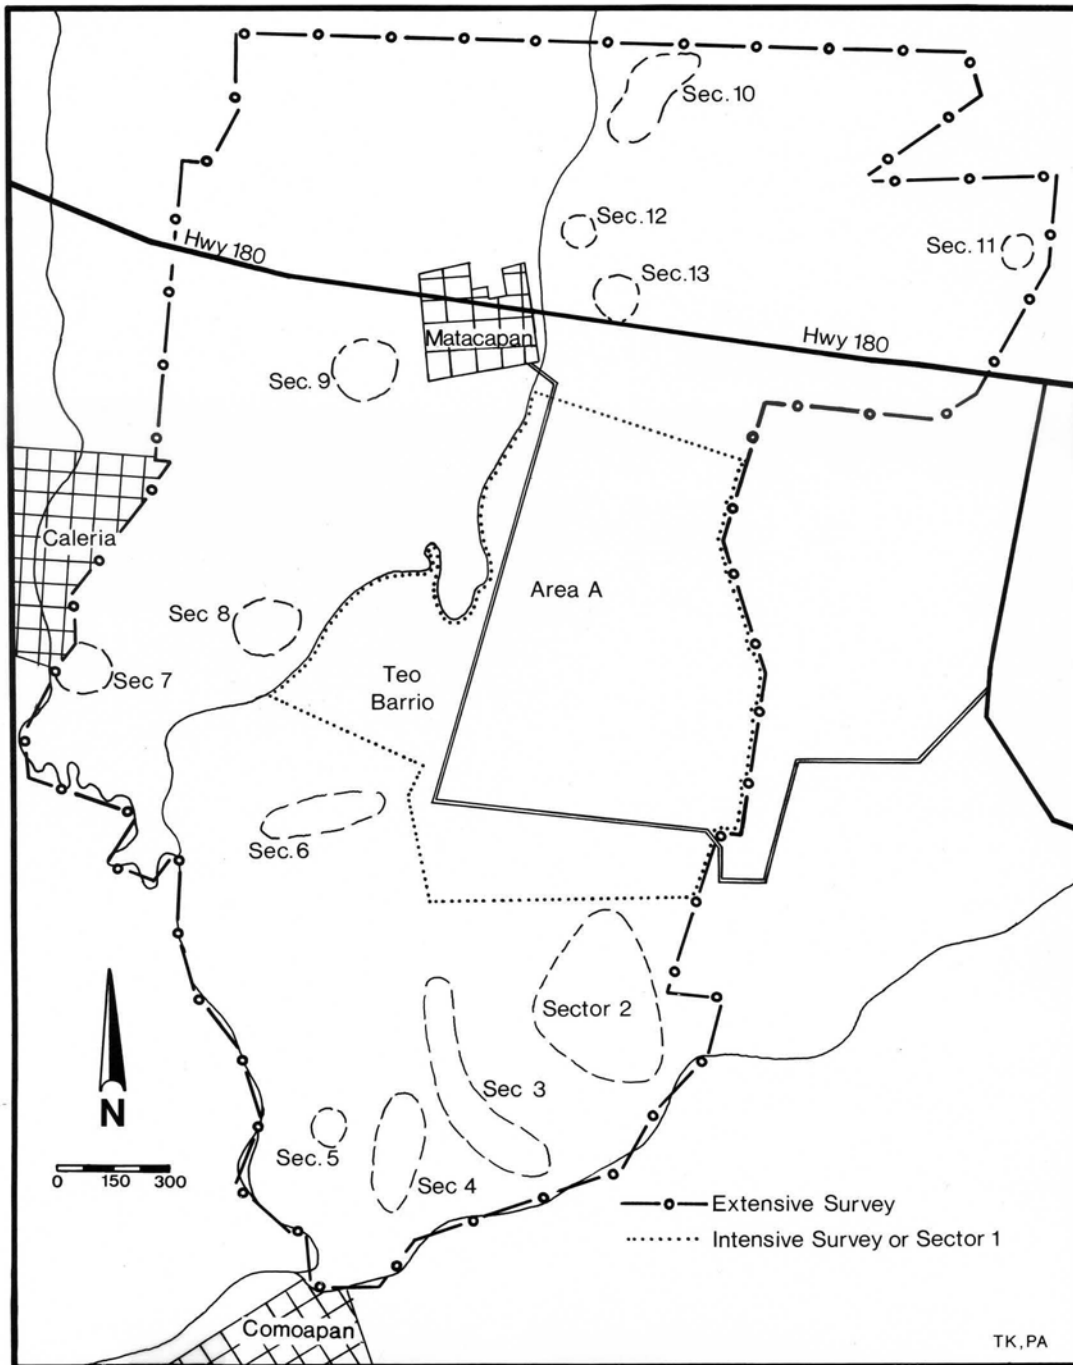 Sec. 10
Sec. 12
Sec. 11
Hwy 180
Sec. 13
Matacapan
Hwy 180
Sec. 9
Caleria
Area A
Sec 8
Sec 7
Teo
Barrio
Sec. 6
Sector 2
Sec 3
N
Sec. 5
Sec 4
0 150 300
Extensive Survey
Intensive Survey or Sector 1
Comoapan
TK, PA